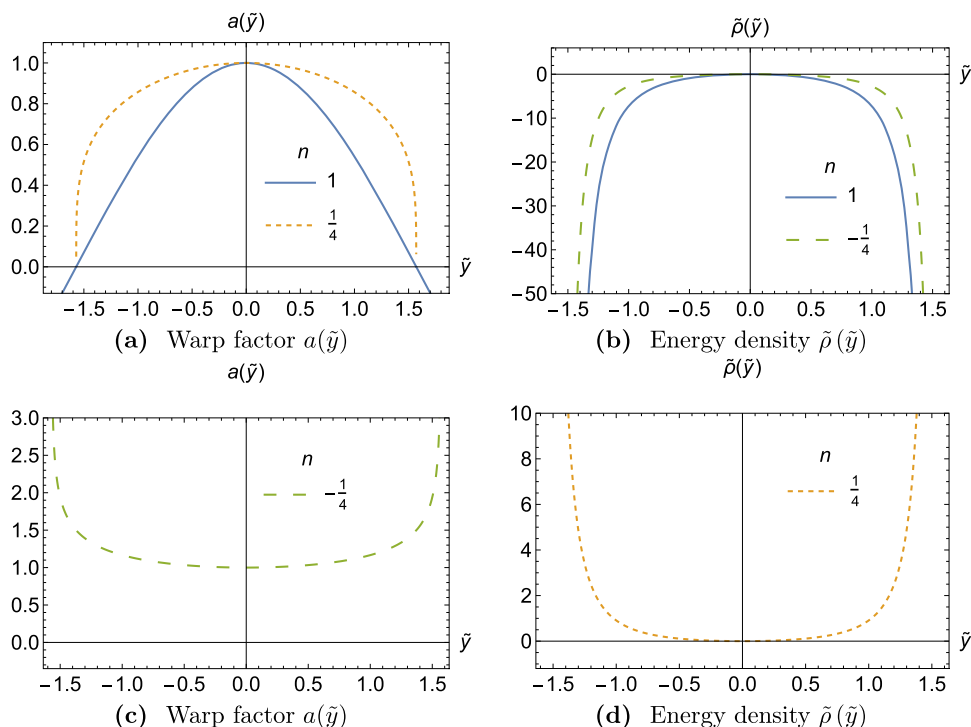 a(ỹ)
1.0
0.8
0.6
0.4
0.2
0.0
n
1
1/4
ỹ
−1.5 −1.0 −0.5 0.0 0.5 1.0 1.5
(a) Warp factor a(ỹ)
ρ̃(ỹ)
0
−10
−20
−30
−40
−50
n
1
−1/4
ỹ
−1.5 −1.0 −0.5 0.0 0.5 1.0 1.5
(b) Energy density ρ̃ (ỹ)
a(ỹ)
3.0
2.5
2.0
1.5
1.0
0.5
0.0
n
−1/4
ỹ
−1.5 −1.0 −0.5 0.0 0.5 1.0 1.5
(c) Warp factor a(ỹ)
ρ̃(ỹ)
10
8
6
4
2
0
n
1/4
ỹ
−1.5 −1.0 −0.5 0.0 0.5 1.0 1.5
(d) Energy density ρ̃ (ỹ)